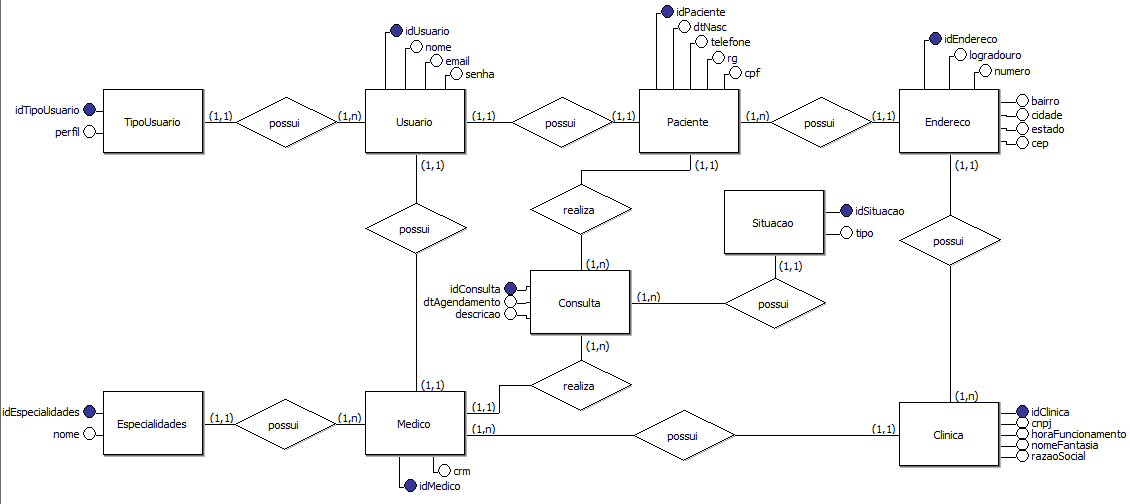 idPaciente
dtNasc
idUsuario
telefone
idEndereco
nome
logradouro
email
rg
numero
senha
cpf
idTipoUsuario
perfil
TipoUsuario
(1,1)
possui
(1,n)
Usuario
(1,1)
possui
(1,1)
Paciente
(1,n)
possui
(1,1)
Endereco
bairro
cidade
estado
cep
(1,1)
(1,1)
(1,1)
possui
realiza
Situacao
idSituacao
tipo
possui
(1,n)
(1,1)
idConsulta
dtAgendamento
descricao
Consulta
(1,n)
possui
(1,n)
(1,1)
realiza
(1,n)
idEspecialidades
nome
Especialidades
(1,1)
possui
(1,n)
Medico
(1,1)
(1,n)
possui
(1,1)
Clinica
idClinica
cnpj
horaFuncionamento
nomeFantasia
razaoSocial
crm
idMedico